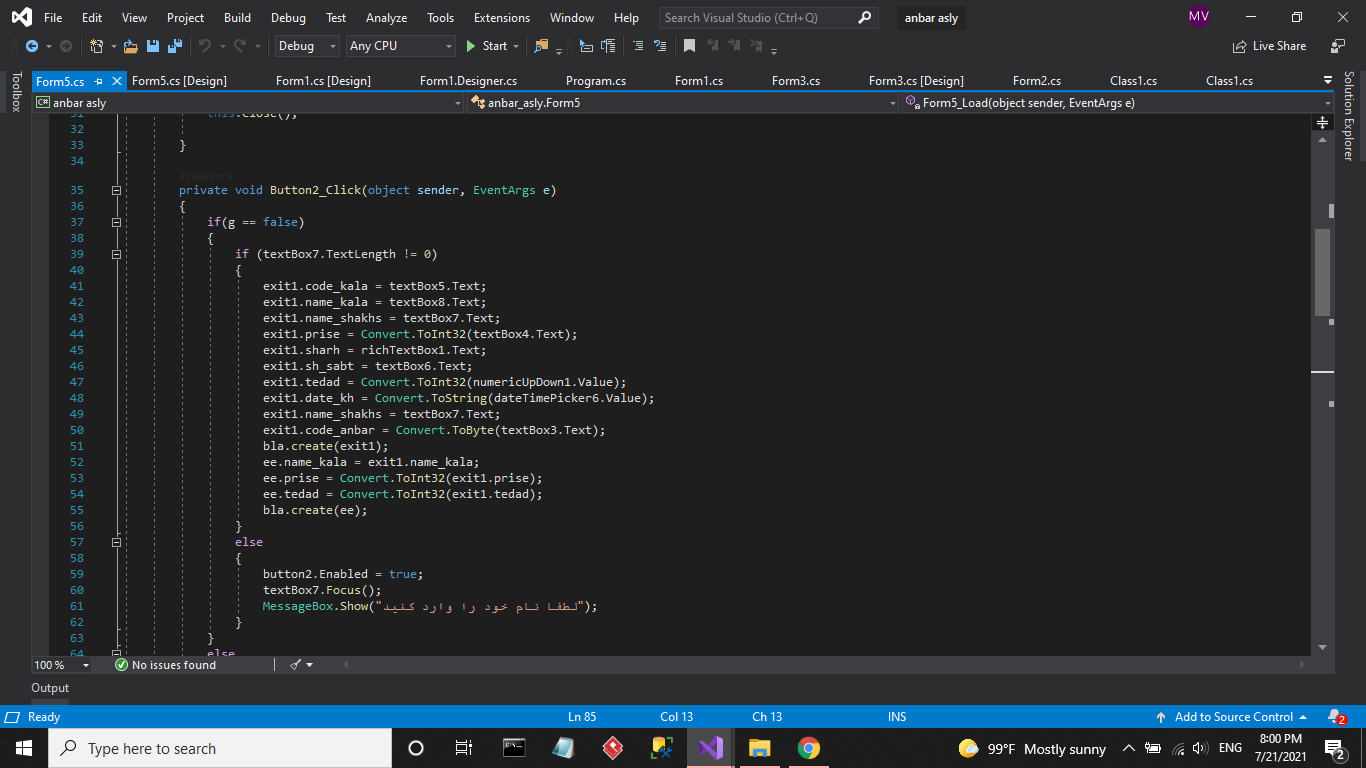 File Edit View Project Build Debug Test Analyze Tools Extensions Window Help Search Visual Studio (Ctrl+Q) anbar asly MV
Debug Any CPU Start Live Share
Form5.cs Form5.cs [Design] Form1.cs [Design] Form1.Designer.cs Program.cs Form1.cs Form3.cs Form3.cs [Design] Form2.cs Class1.cs Class1.cs
Toolbox
Solution Explorer
C# anbar asly anbar_asly.Form5 Form5_Load(object sender, EventArgs e)
31 this.Close();
32
33 }
34
1 reference
35 private void Button2_Click(object sender, EventArgs e)
36 {
37 if(g == false)
38 {
39 if (textBox7.TextLength != 0)
40 {
41 exit1.code_kala = textBox5.Text;
42 exit1.name_kala = textBox8.Text;
43 exit1.name_shakhs = textBox7.Text;
44 exit1.prise = Convert.ToInt32(textBox4.Text);
45 exit1.sharh = richTextBox1.Text;
46 exit1.sh_sabt = textBox6.Text;
47 exit1.tedad = Convert.ToInt32(numericUpDown1.Value);
48 exit1.date_kh = Convert.ToString(dateTimePicker6.Value);
49 exit1.name_shakhs = textBox7.Text;
50 exit1.code_anbar = Convert.ToByte(textBox3.Text);
51 bla.create(exit1);
52 ee.name_kala = exit1.name_kala;
53 ee.prise = Convert.ToInt32(exit1.prise);
54 ee.tedad = Convert.ToInt32(exit1.tedad);
55 bla.create(ee);
56 }
57 else
58 {
59 button2.Enabled = true;
60 textBox7.Focus();
61 MessageBox.Show("لطفا نام خود را وارد کنید");
62 }
63 }
64 else
100 % No issues found
Output
Ready Ln 85 Col 13 Ch 13 INS Add to Source Control 2
Type here to search 99°F Mostly sunny ENG 8:00 PM
7/21/2021 2